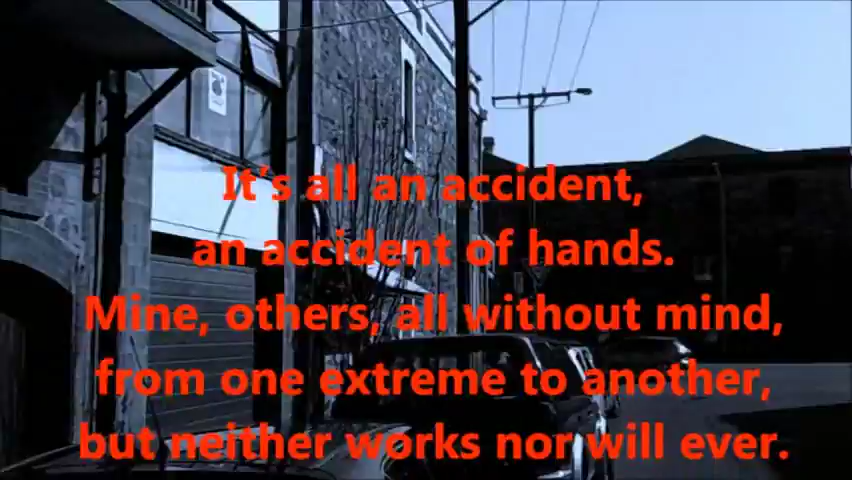 It's all an accident,
an accident of hands.
Mine, others, all without mind,
from one extreme to another,
but neither works nor will ever.